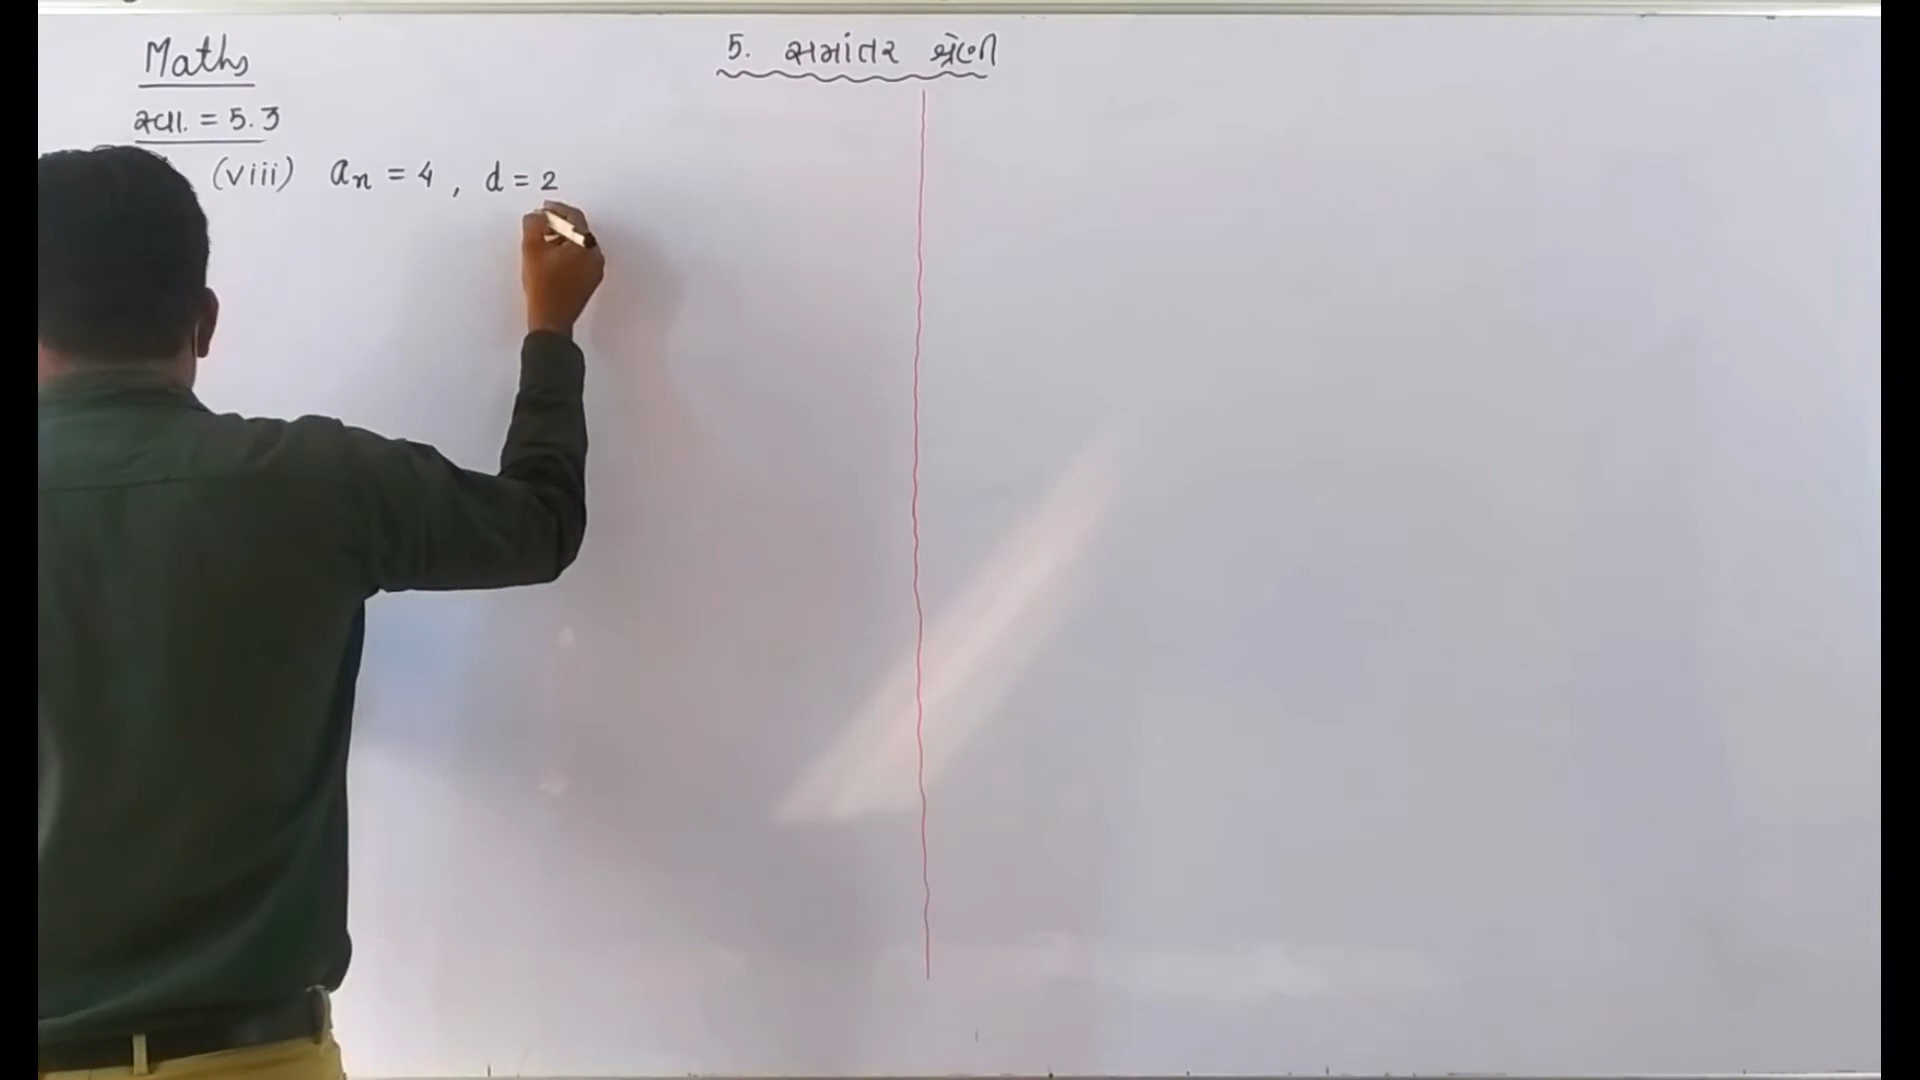 Maths
5. સમાંતર શ્રેણી
સ્વા. = 5.3
(viii) an = 4 , d = 2